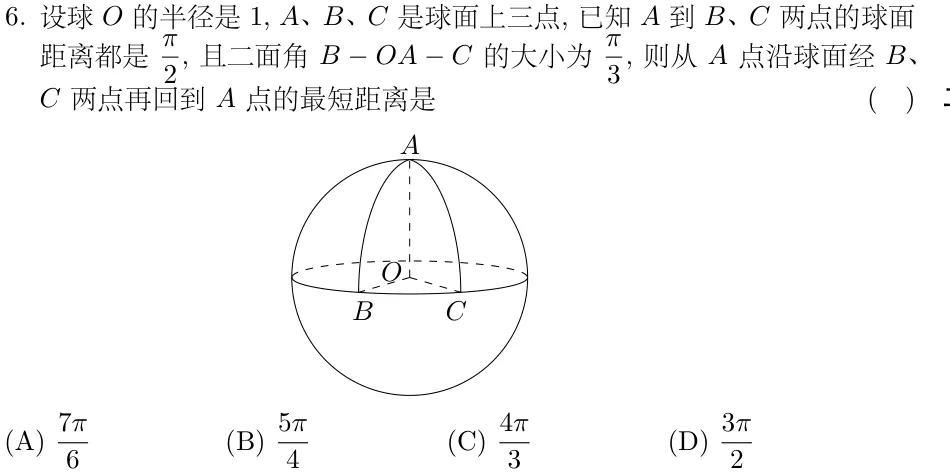 6. 设球 O 的半径是 1, A、B、C 是球面上三点, 已知 A 到 B、C 两点的球面
距离都是 π/2, 且二面角 B − OA − C 的大小为 π/3, 则从 A 点沿球面经 B、
C 两点再回到 A 点的最短距离是 ( )
A
O
B C
(A) 7π/6 (B) 5π/4 (C) 4π/3 (D) 3π/2